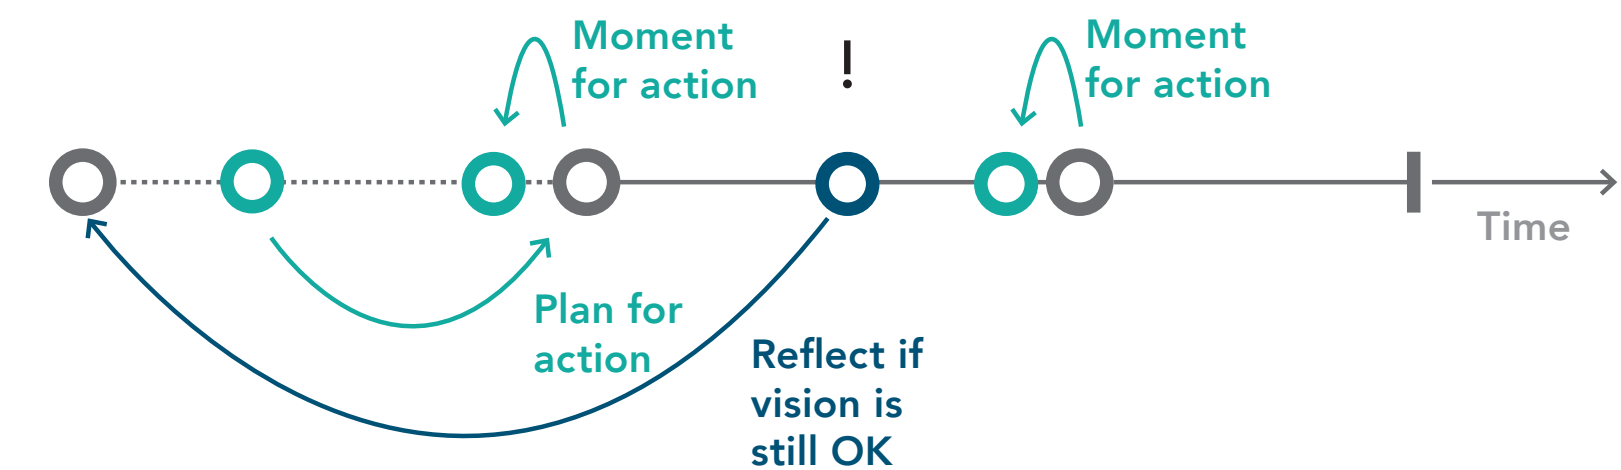 Moment
for action
!
Moment
for action
Time
Plan for
action
Reflect if
vision is
still OK